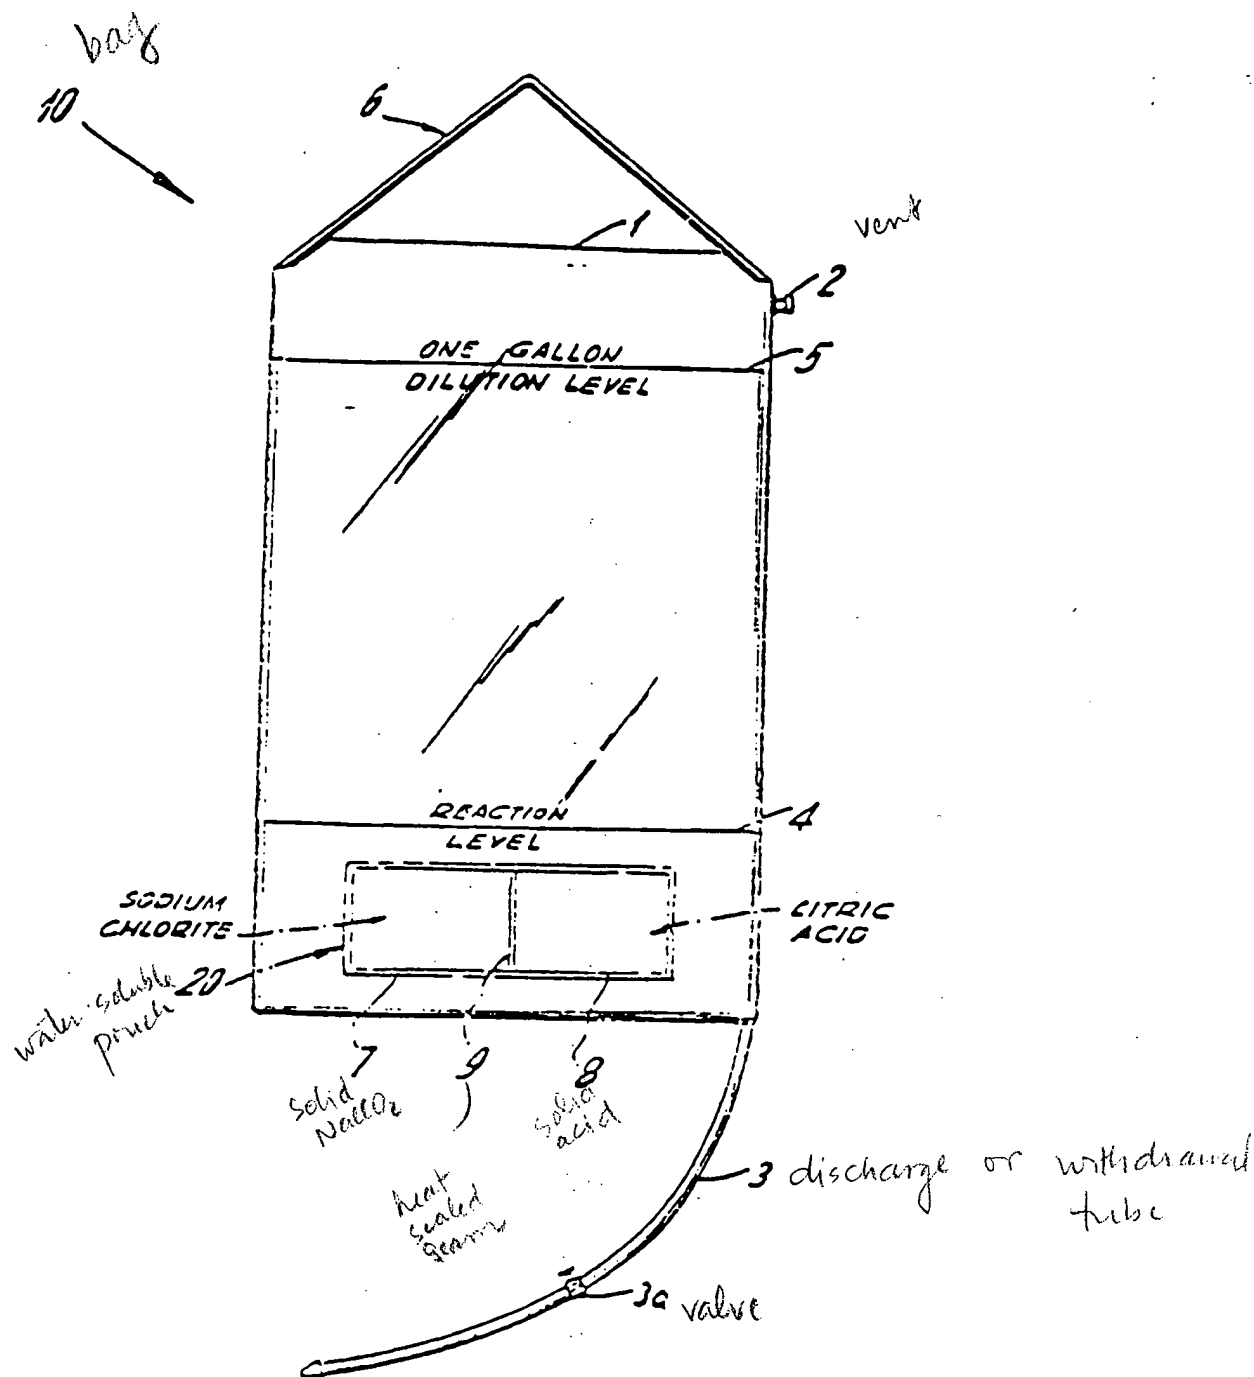 bag
10
6
1
vent
2
ONE GALLON
5
DILUTION LEVEL
REACTION
4
LEVEL
SODIUM
CHLORITE
CITRIC
ACID
20
water-soluble
pouch
7
9
8
solid
NaClO2
solid
acid
heat
sealed
seam
3 discharge or withdrawal
tube
3a valve